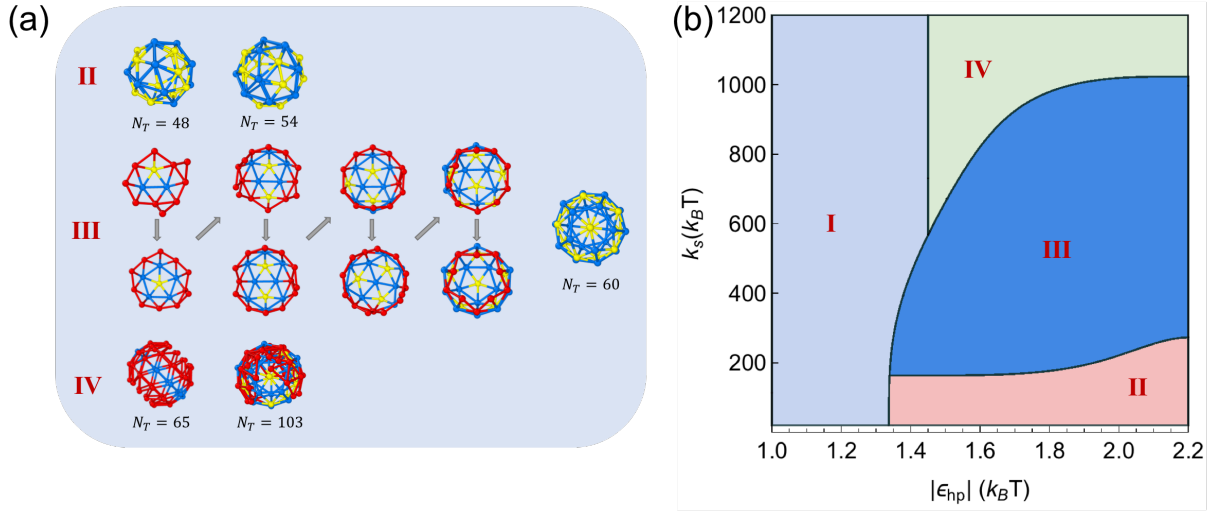 (a)
II
N_T = 48
N_T = 54
III
N_T = 60
IV
N_T = 65
N_T = 103
(b)
k_s(k_BT)
1200
1000
800
600
400
200
I
IV
III
II
1.0
1.2
1.4
1.6
1.8
2.0
2.2
|ϵ_hp| (k_BT)